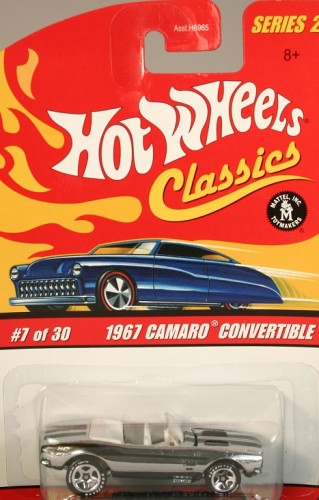 Asst.H6965
SERIES 2
8+
HOT WHEELS
Classics
MATTEL, INC.
M
TOYMAKERS
#7 of 30
1967 CAMARO® CONVERTIBLE